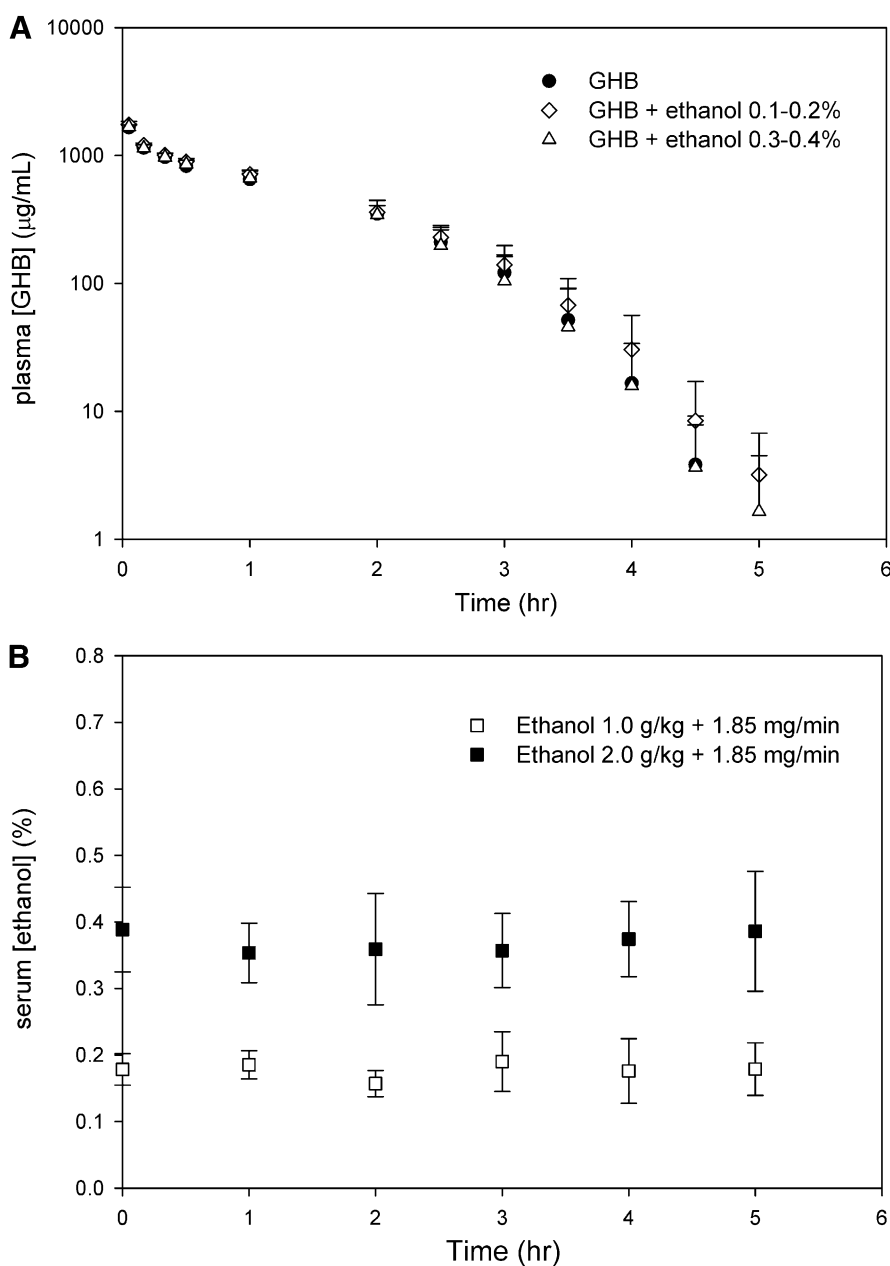 A
10000
1000
100
10
1
plasma [GHB] (μg/mL)
GHB
GHB + ethanol 0.1-0.2%
GHB + ethanol 0.3-0.4%
0 1 2 3 4 5 6
Time (hr)
B
0.8
0.7
0.6
0.5
0.4
0.3
0.2
0.1
0.0
serum [ethanol] (%)
Ethanol 1.0 g/kg + 1.85 mg/min
Ethanol 2.0 g/kg + 1.85 mg/min
0 1 2 3 4 5 6
Time (hr)